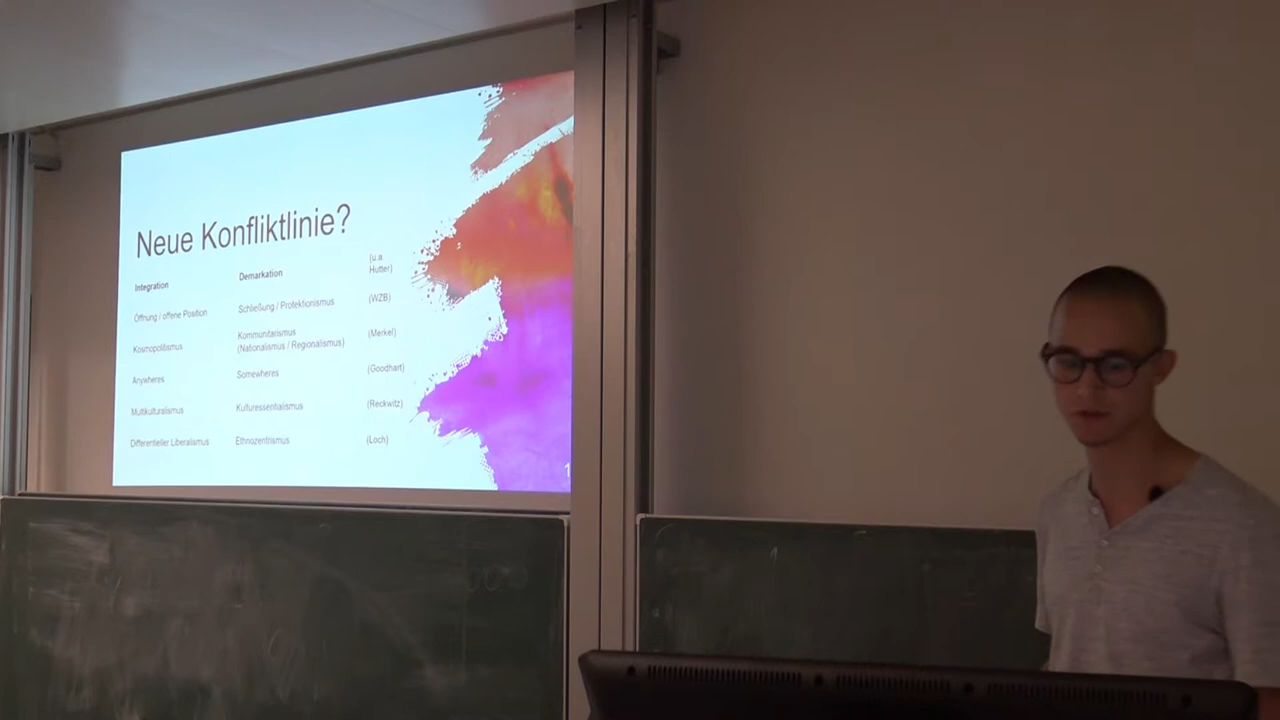 Neue Konfliktlinie?
Integration Demarkation (u.a
Hutter)
Öffnung / offene Position Schließung / Protektionismus (WZB)
Kosmopolitismus Kommunitarismus
(Nationalismus / Regionalismus) (Merkel)
Anywheres Somewheres (Goodhart)
Multikulturalismus Kulturessentialismus (Reckwitz)
Differentieller Liberalismus Ethnozentrismus (Loch)
1